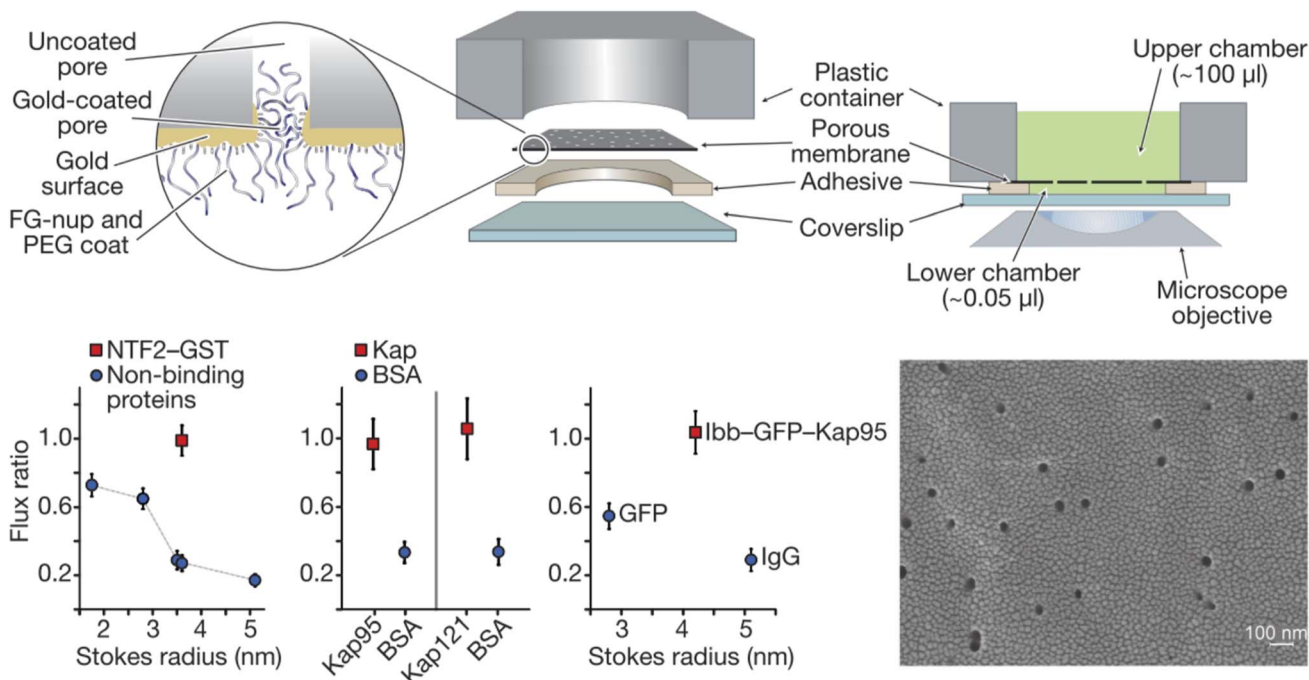 Uncoated
pore
Gold-coated
pore
Gold
surface
FG-nup and
PEG coat
Plastic
container
Porous
membrane
Adhesive
Coverslip
Upper chamber
(~100 µl)
Lower chamber
(~0.05 µl)
Microscope
objective
NTF2–GST
Non-binding
proteins
Flux ratio
1.0
0.6
0.2
2 3 4 5
Stokes radius (nm)
Kap
BSA
1.0
0.6
0.2
Kap95
BSA
Kap121
BSA
1.0
0.6
0.2
Ibb–GFP–Kap95
GFP
IgG
3 4 5
Stokes radius (nm)
100 nm